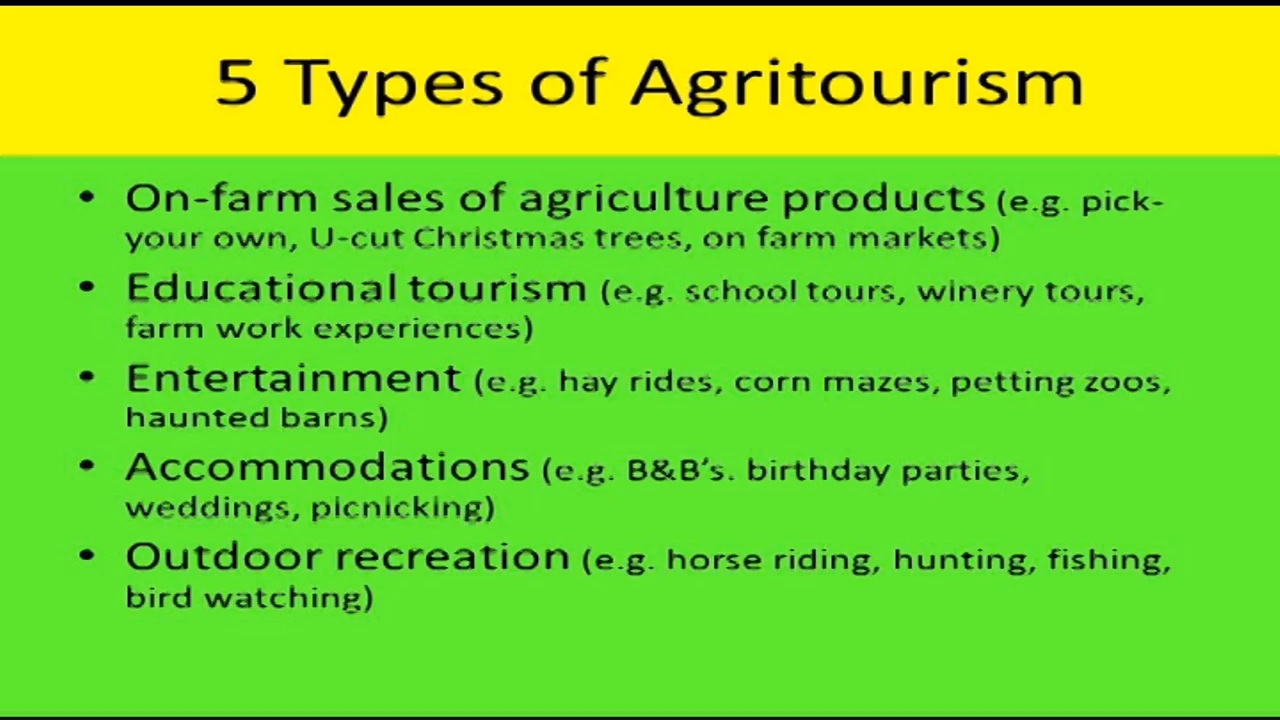 5 Types of Agritourism
• On-farm sales of agriculture products (e.g. pick-
your own, U-cut Christmas trees, on farm markets)
• Educational tourism (e.g. school tours, winery tours,
farm work experiences)
• Entertainment (e.g. hay rides, corn mazes, petting zoos,
haunted barns)
• Accommodations (e.g. B&B's. birthday parties,
weddings, picnicking)
• Outdoor recreation (e.g. horse riding, hunting, fishing,
bird watching)